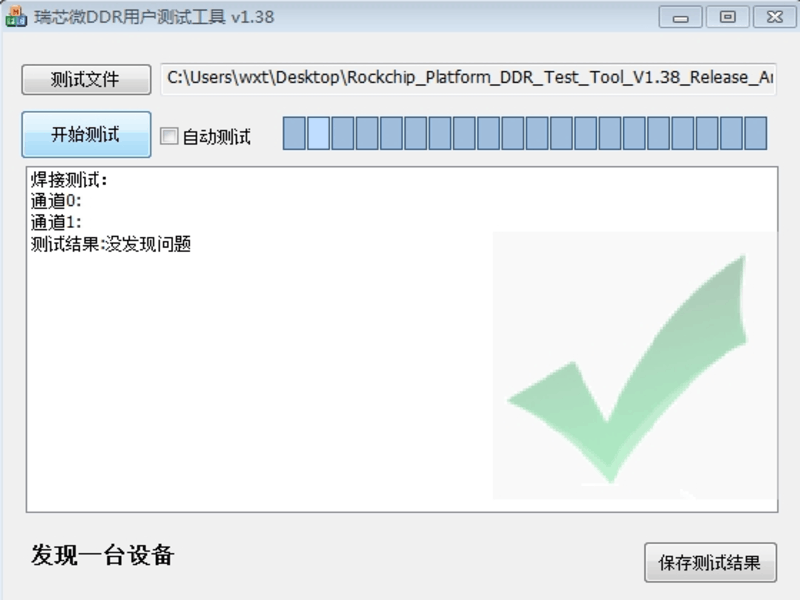 瑞芯微DDR用户测试工具 v1.38
测试文件 C:\Users\wxt\Desktop\Rockchip_Platform_DDR_Test_Tool_V1.38_Release_A
开始测试 自动测试
焊接测试:
通道0:
通道1:
测试结果:没发现问题
发现一台设备
保存测试结果